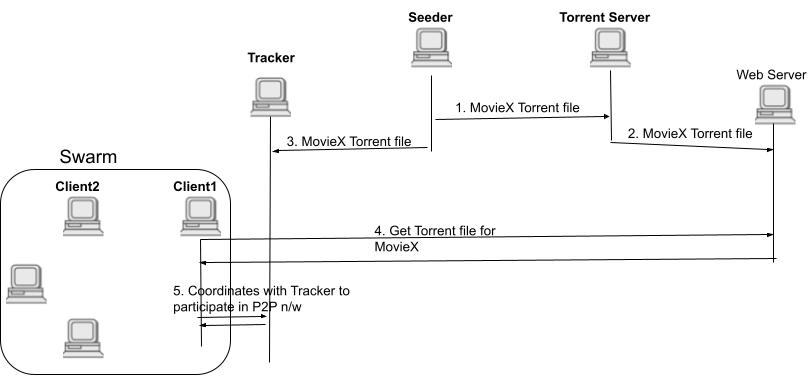 Seeder
Torrent Server
Tracker
Web Server
1. MovieX Torrent file
2. MovieX Torrent file
3. MovieX Torrent file
Swarm
Client2
Client1
4. Get Torrent file for
MovieX
5. Coordinates with Tracker to
participate in P2P n/w